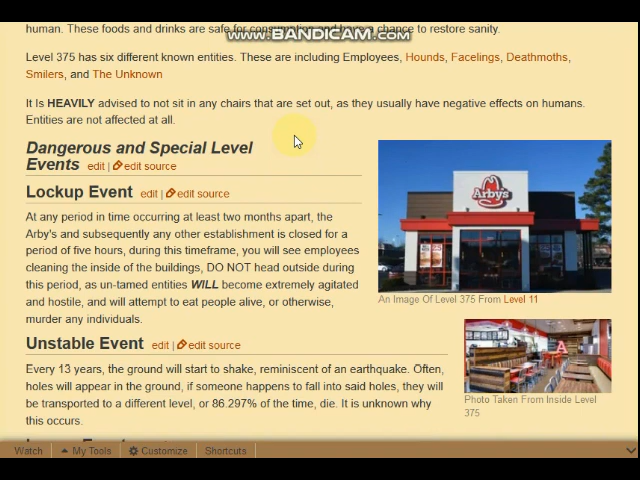 human. These foods and drinks are safe for consumption and have a chance to restore sanity.
www.BANDICAM.com
Level 375 has six different known entities. These are including Employees, Hounds, Facelings, Deathmoths,
Smilers, and The Unknown
It Is HEAVILY advised to not sit in any chairs that are set out, as they usually have negative effects on humans.
Entities are not affected at all.
Dangerous and Special Level
Events edit | edit source
Lockup Event edit | edit source
At any period in time occurring at least two months apart, the
Arby's and subsequently any other establishment is closed for a
period of five hours, during this timeframe, you will see employees
cleaning the inside of the buildings, DO NOT head outside during
this period, as un-tamed entities WILL become extremely agitated
and hostile, and will attempt to eat people alive, or otherwise,
murder any individuals.
Arby's
An Image Of Level 375 From Level 11
Unstable Event edit | edit source
Every 13 years, the ground will start to shake, reminiscent of an earthquake. Often,
holes will appear in the ground, if someone happens to fall into said holes, they will
be transported to a different level, or 86.297% of the time, die. It is unknown why
this occurs.
A
Photo Taken From Inside Level
375
Watch My Tools Customize Shortcuts